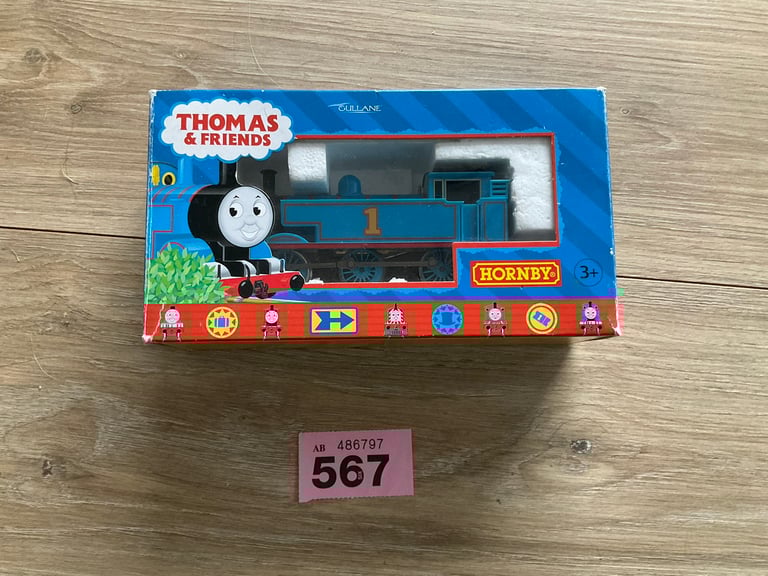 GULLANE
THOMAS
& FRIENDS
1
HORNBY®
3+
AB 486797
567